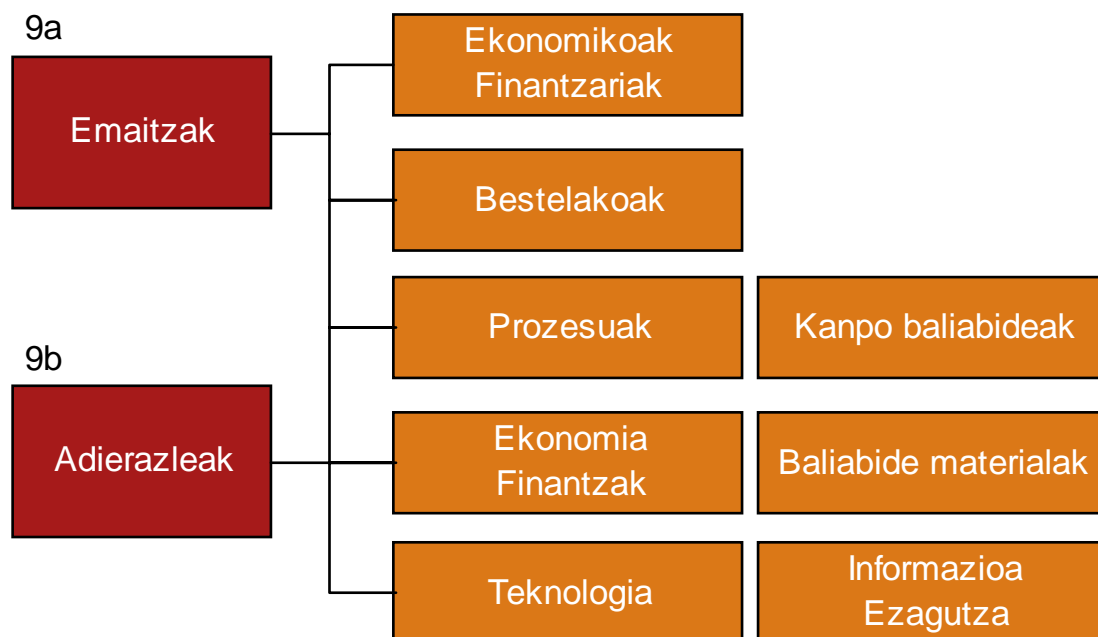 9a
Emaitzak
Ekonomikoak
Finantzariak
Bestelakoak
Prozesuak
Kanpo baliabideak
9b
Adierazleak
Ekonomia
Finantzak
Baliabide materialak
Teknologia
Informazioa
Ezagutza